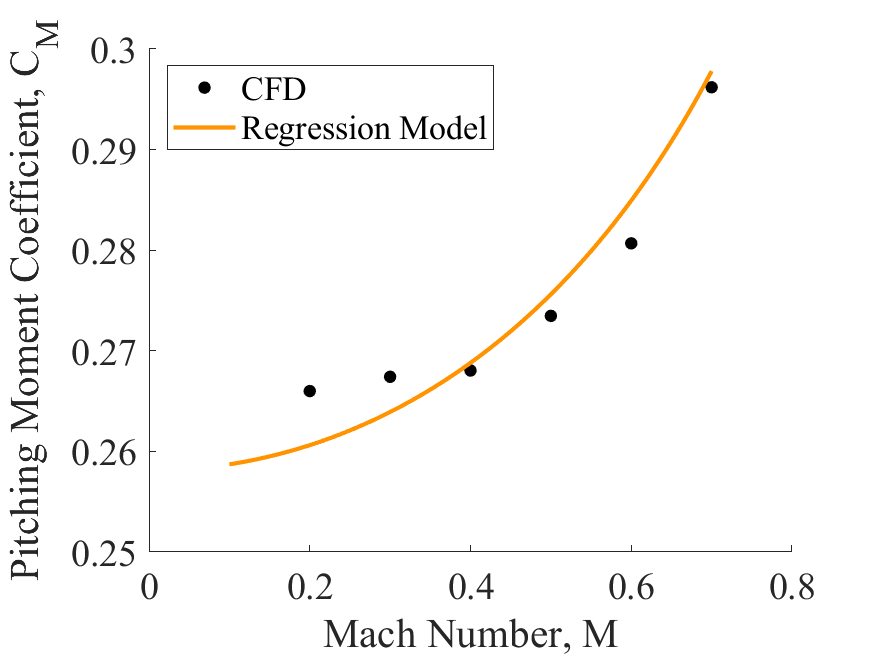 Pitching Moment Coefficient, C_M
0.3
0.29
0.28
0.27
0.26
0.25
CFD
Regression Model
0
0.2
0.4
0.6
0.8
Mach Number, M